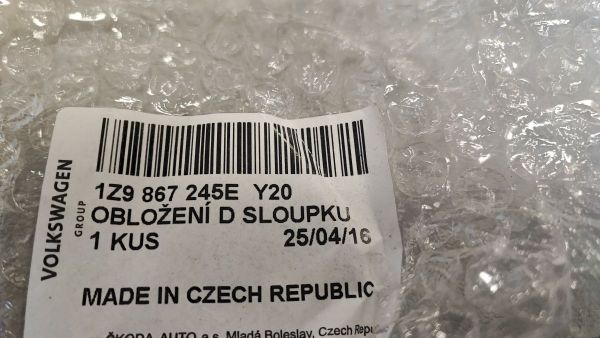 VOLKSWAGEN
GROUP
1Z9 867 245E Y20
OBLOŽENÍ D SLOUPKU
1 KUS 25/04/16
MADE IN CZECH REPUBLIC
ŠKODA AUTO a.s. Mladá Boleslav, Czech Repu